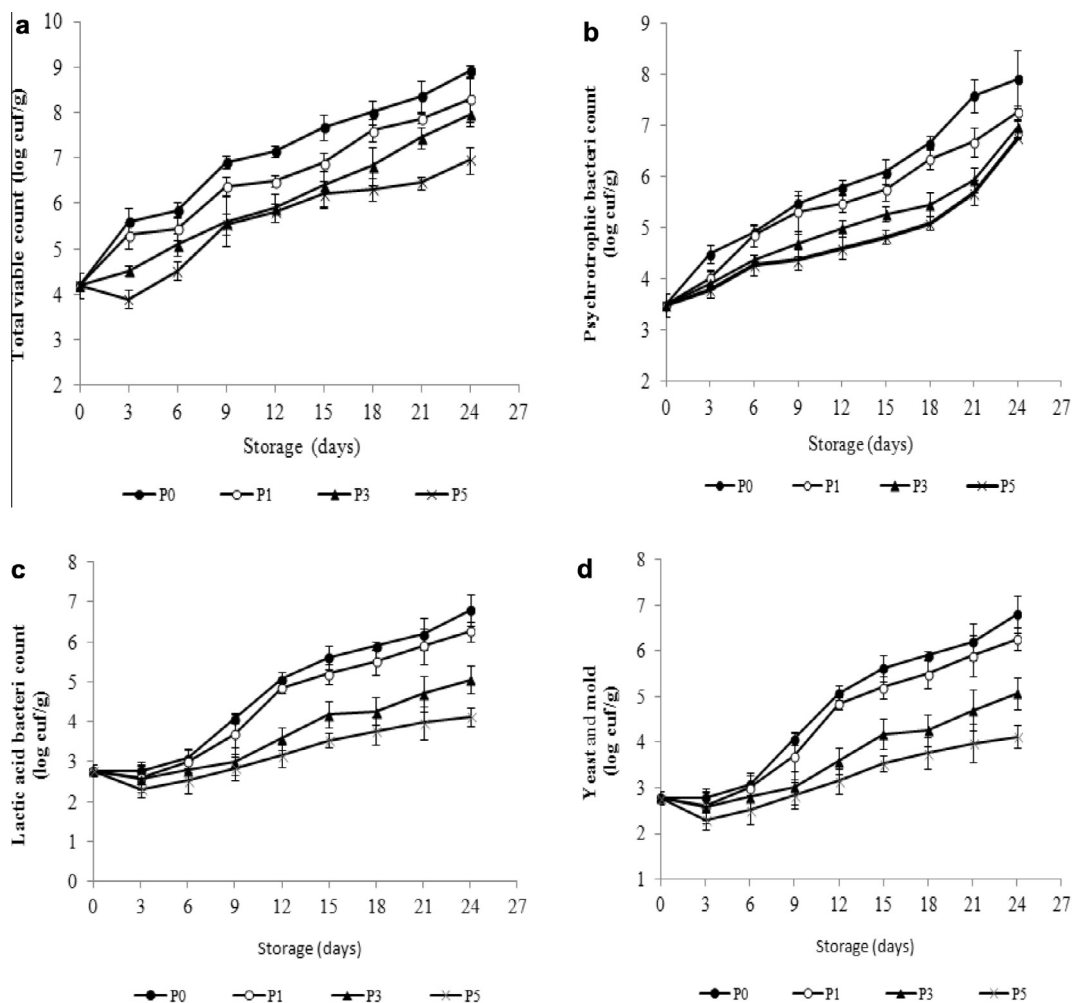 a
Total viable count (log cuf/g)
10
9
8
7
6
5
4
3
2
0 3 6 9 12 15 18 21 24 27
Storage (days)
P0 P1 P3 P5
b
Psychrotrophic bacteri count
(log cuf/g)
9
8
7
6
5
4
3
2
0 3 6 9 12 15 18 21 24 27
Storage (days)
P0 P1 P3 P5
c
Lactic acid bacteri count
(log cuf/g)
8
7
6
5
4
3
2
1
0
0 3 6 9 12 15 18 21 24 27
Storage (days)
P0 P1 P3 P5
d
Yeast and mold
(log cuf/g)
8
7
6
5
4
3
2
1
0 3 6 9 12 15 18 21 24 27
Storage (days)
P0 P1 P3 P5